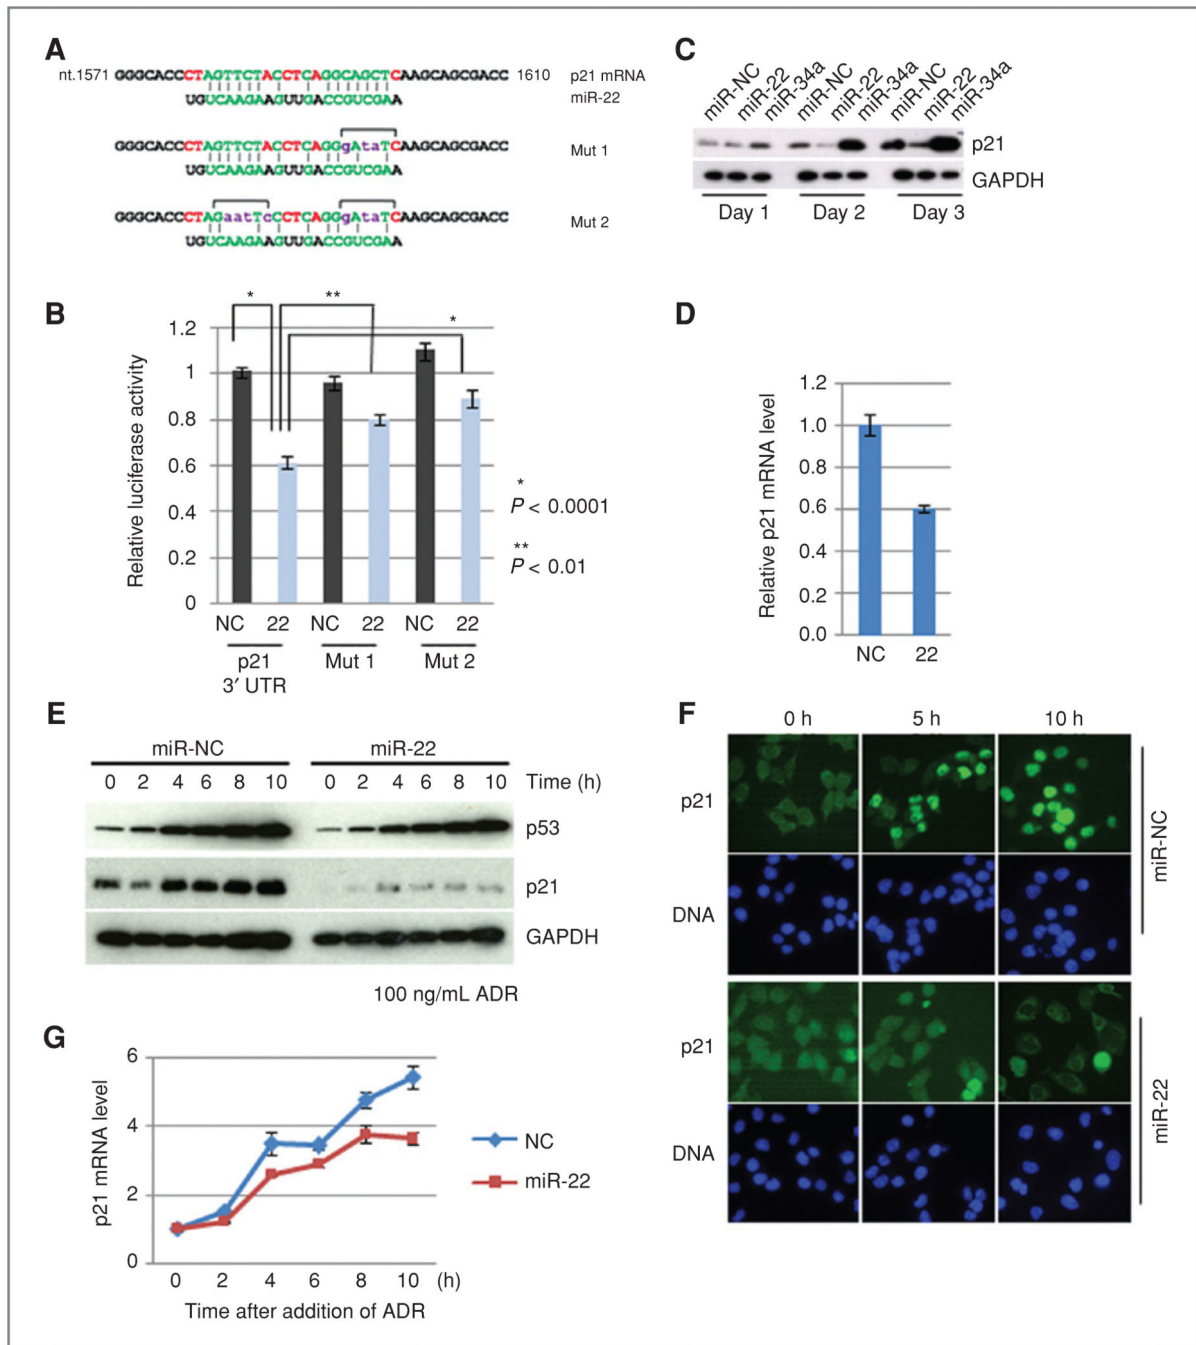 A
nt.1571 GGGCACCCTAGTTCTACCTCAGGCAGCTCAAGCAGCGACC 1610 p21 mRNA
UGUCAAGAAGUUGACCGUCGAA miR-22
GGGCACCCTAGTTCTACCTCAGGgAtaTCAAGCAGCGACC Mut 1
UGUCAAGAAGUUGACCGUCGAA
GGGCACCCTAGaatTcCCTCAGGgAtaTCAAGCAGCGACC Mut 2
UGUCAAGAAGUUGACCGUCGAA
C
miR-NC miR-22 miR-34a miR-NC miR-22 miR-34a miR-NC miR-22 miR-34a
p21
GAPDH
Day 1 Day 2 Day 3
B
* ** *
Relative luciferase activity
1.2
1
0.8
0.6
0.4
0.2
0
NC 22 NC 22 NC 22
p21 Mut 1 Mut 2
3′ UTR
*
P < 0.0001
**
P < 0.01
D
Relative p21 mRNA level
1.2
1.0
0.8
0.6
0.4
0.2
0.0
NC 22
E
miR-NC miR-22
0 2 4 6 8 10 0 2 4 6 8 10 Time (h)
p53
p21
GAPDH
100 ng/mL ADR
F
0 h 5 h 10 h
p21
DNA
miR-NC
p21
DNA
miR-22
G
p21 mRNA level
6
4
2
0
0 2 4 6 8 10 (h)
Time after addition of ADR
NC
miR-22